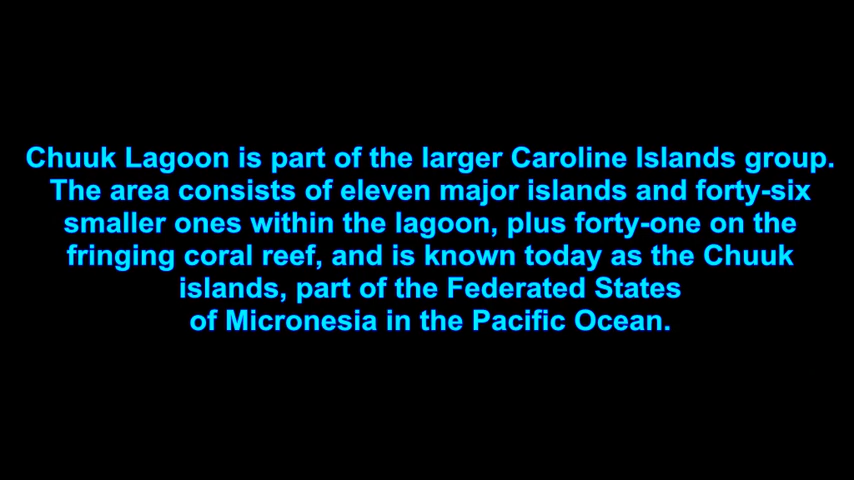 Chuuk Lagoon is part of the larger Caroline Islands group.
The area consists of eleven major islands and forty-six
smaller ones within the lagoon, plus forty-one on the
fringing coral reef, and is known today as the Chuuk
islands, part of the Federated States
of Micronesia in the Pacific Ocean.